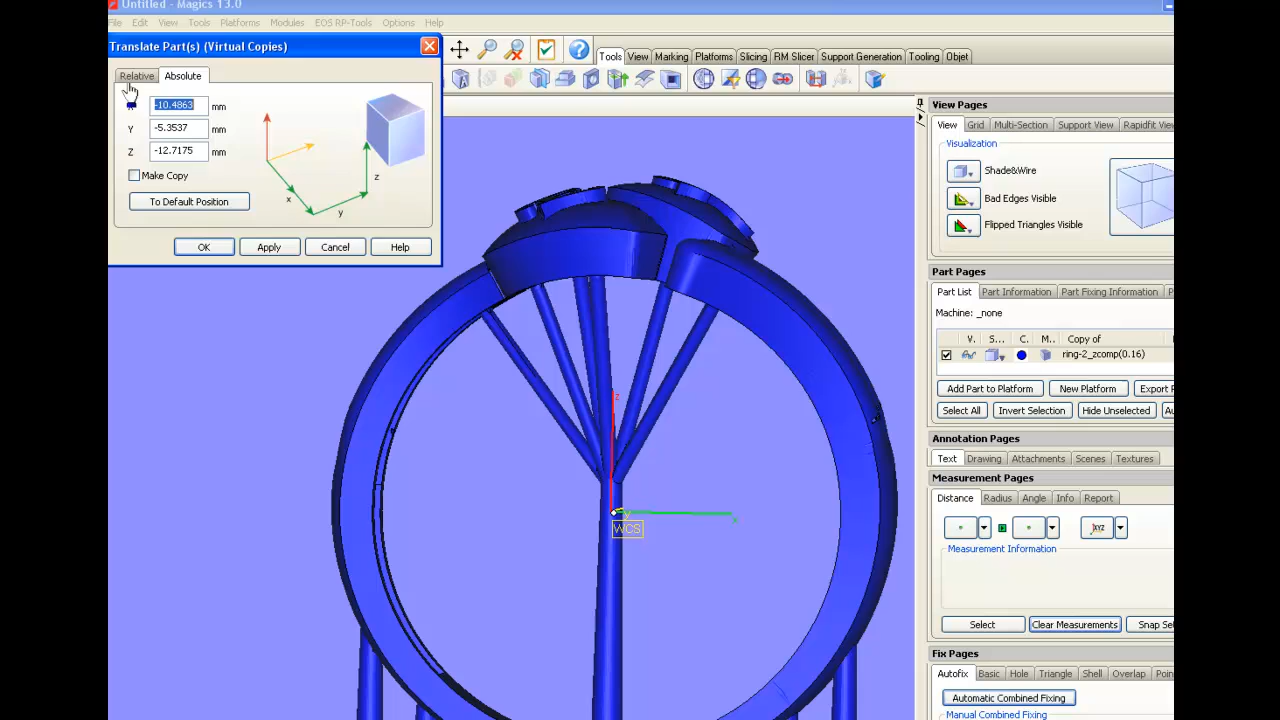 Untitled - Magics 13.0
File Edit View Tools Platforms Modules EOS RP-Tools Options Help
Translate Part(s) (Virtual Copies)
Relative Absolute
-10.4863 mm
Y -5.3537 mm
Z -12.7175 mm
Make Copy
To Default Position
x y z
OK Apply Cancel Help
Tools View Marking Platforms Slicing RM Slicer Support Generation Tooling Objet
z
x
y
WCS
View Pages
View Grid Multi-Section Support View Rapidfit View
Visualization
Shade&Wire
Bad Edges Visible
Flipped Triangles Visible
Part Pages
Part List Part Information Part Fixing Information P
Machine: _none
V. S... C. M.. Copy of
ring-2_zcomp(0.16)
Add Part to Platform New Platform Export P
Select All Invert Selection Hide Unselected Au
Annotation Pages
Text Drawing Attachments Scenes Textures
Measurement Pages
Distance Radius Angle Info Report
XYZ
Measurement Information
Select Clear Measurements Snap Sel
Fix Pages
Autofix Basic Hole Triangle Shell Overlap Poin
Automatic Combined Fixing
Manual Combined Fixing